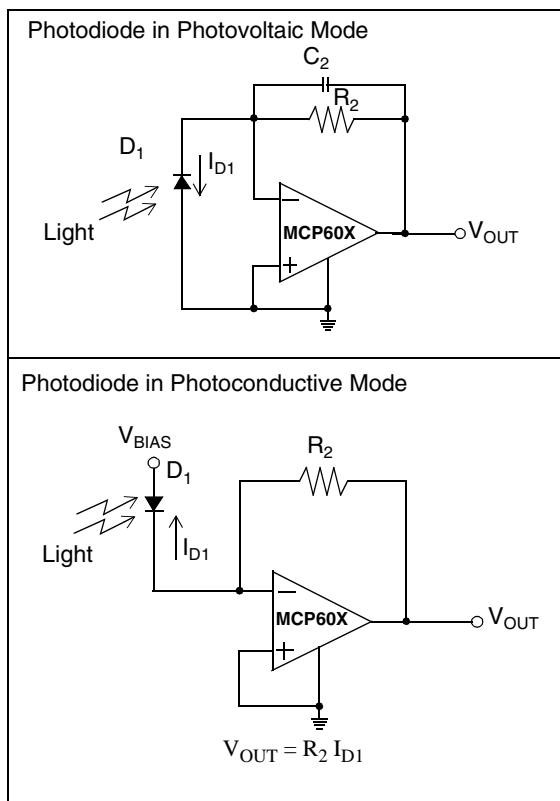 Photodiode in Photovoltaic Mode
C2
R2
D1
ID1
Light
−
MCP60X
+
VOUT
Photodiode in Photoconductive Mode
VBIAS
D1
R2
Light
ID1
−
MCP60X
+
VOUT
VOUT = R2 ID1